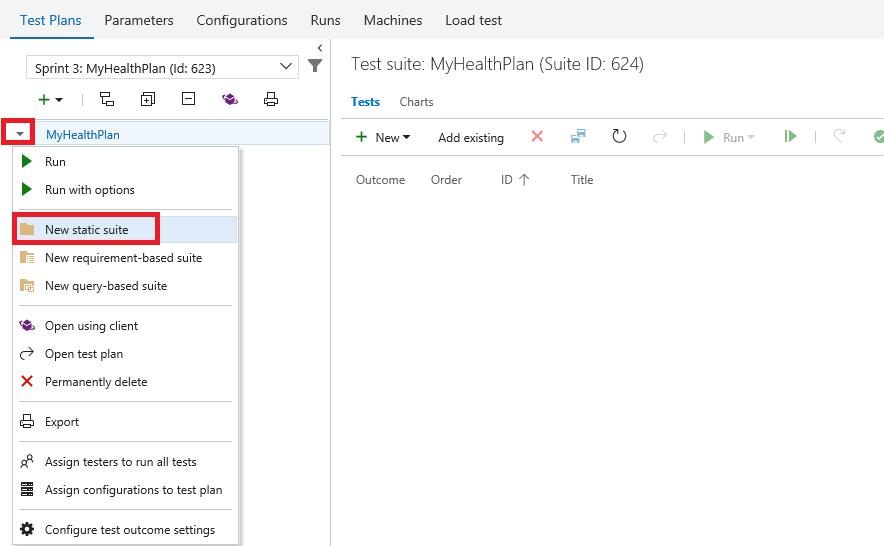 Test Plans Parameters Configurations Runs Machines Load test
Sprint 3: MyHealthPlan (Id: 623)
MyHealthPlan
Run
Run with options
New static suite
New requirement-based suite
New query-based suite
Open using client
Open test plan
Permanently delete
Export
Assign testers to run all tests
Assign configurations to test plan
Configure test outcome settings
Test suite: MyHealthPlan (Suite ID: 624)
Tests Charts
New Add existing Run
Outcome Order ID Title